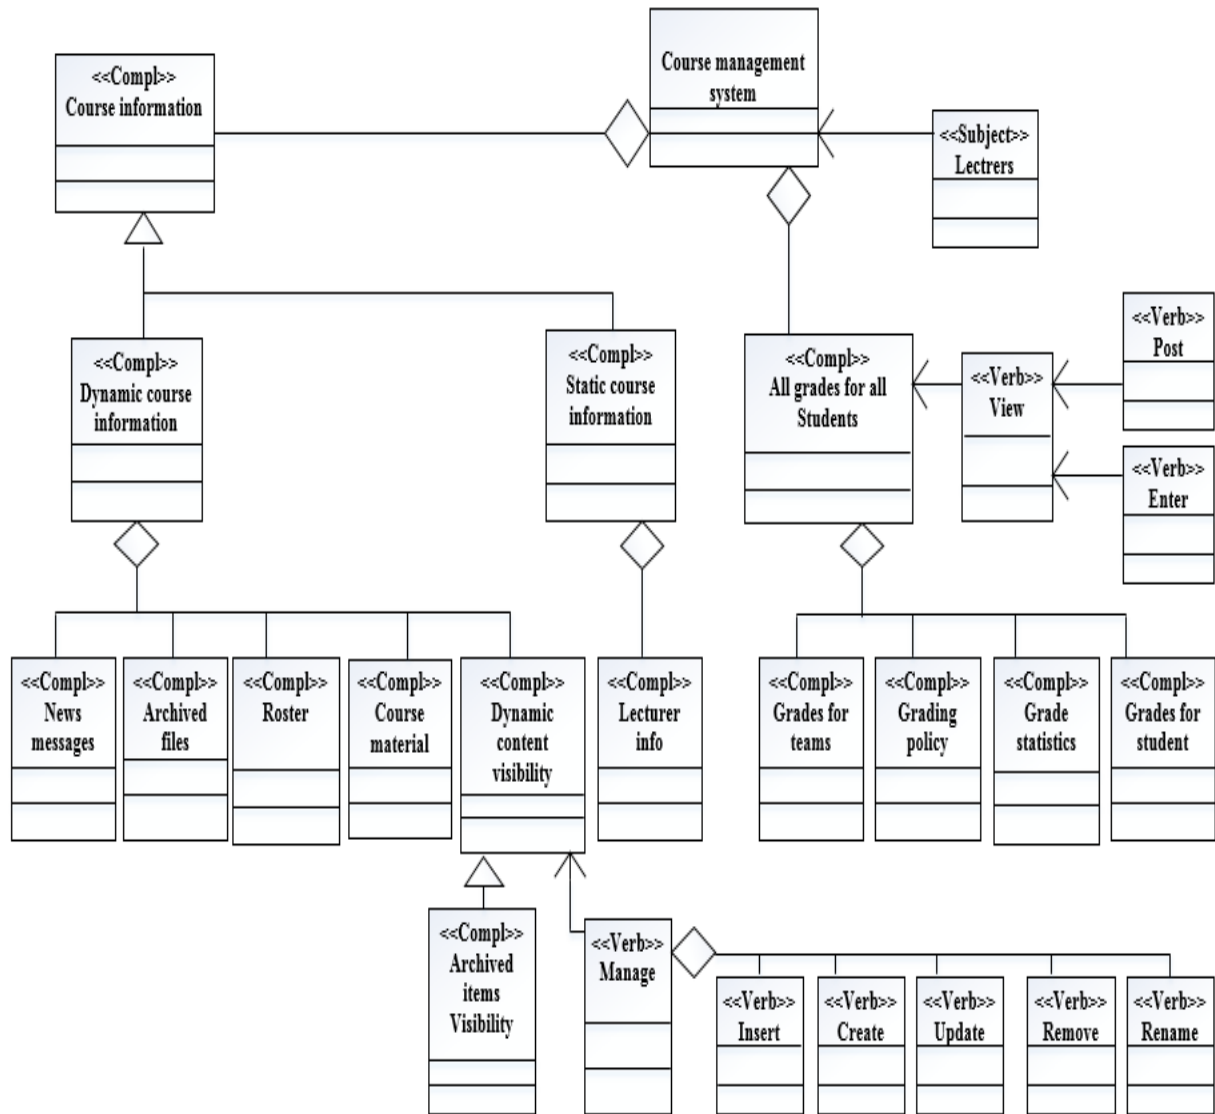 Course management
system
<<Compl>>
Course information
<<Subject>>
Lectrers
<<Compl>>
Dynamic course
information
<<Compl>>
Static course
information
<<Compl>>
All grades for all
Students
<<Verb>>
View
<<Verb>>
Post
<<Verb>>
Enter
<<Compl>>
News
messages
<<Compl>>
Archived
files
<<Compl>>
Roster
<<Compl>>
Course
material
<<Compl>>
Dynamic
content
visibility
<<Compl>>
Lecturer
info
<<Compl>>
Grades for
teams
<<Compl>>
Grading
policy
<<Compl>>
Grade
statistics
<<Compl>>
Grades for
student
<<Compl>>
Archived
items
Visibility
<<Verb>>
Manage
<<Verb>>
Insert
<<Verb>>
Create
<<Verb>>
Update
<<Verb>>
Remove
<<Verb>>
Rename